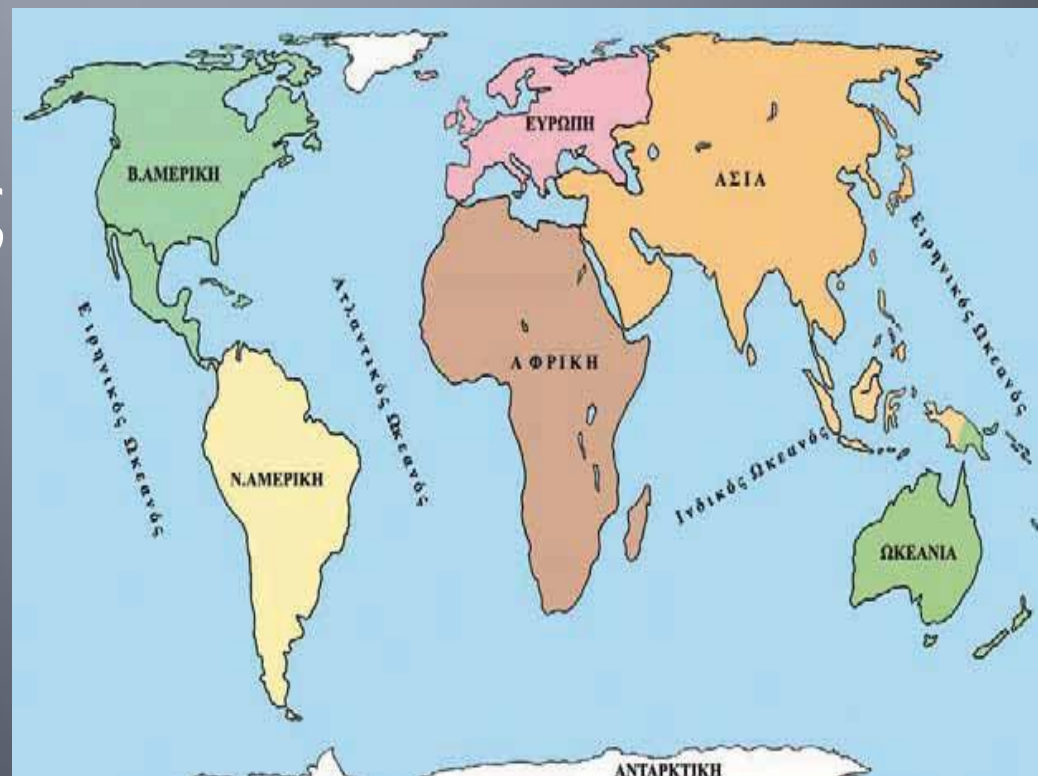 ΕΥΡΩΠΗ
Β.ΑΜΕΡΙΚΗ
ΑΣΙΑ
Ειρηνικός Ωκεανός
Ατλαντικός Ωκεανός
Ειρηνικός Ωκεανός
ΑΦΡΙΚΗ
Ν.ΑΜΕΡΙΚΗ
Ινδικός Ωκεανός
ΩΚΕΑΝΙΑ
ΑΝΤΑΡΚΤΙΚΗ